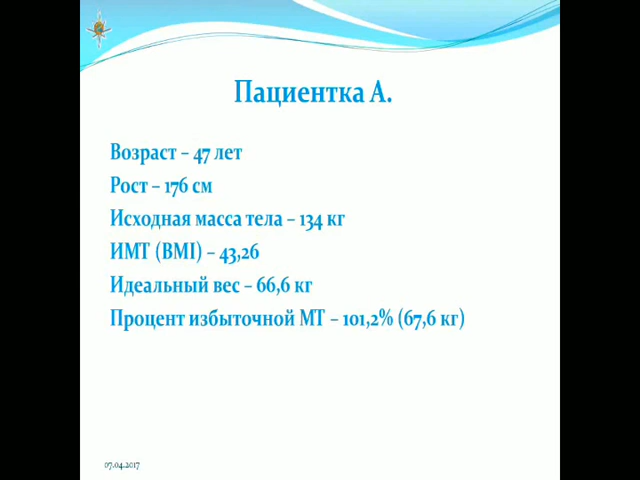 Пациентка А.
Возраст – 47 лет
Рост – 176 см
Исходная масса тела – 134 кг
ИМТ (BMI) – 43,26
Идеальный вес – 66,6 кг
Процент избыточной МТ – 101,2% (67,6 кг)
07.04.2017